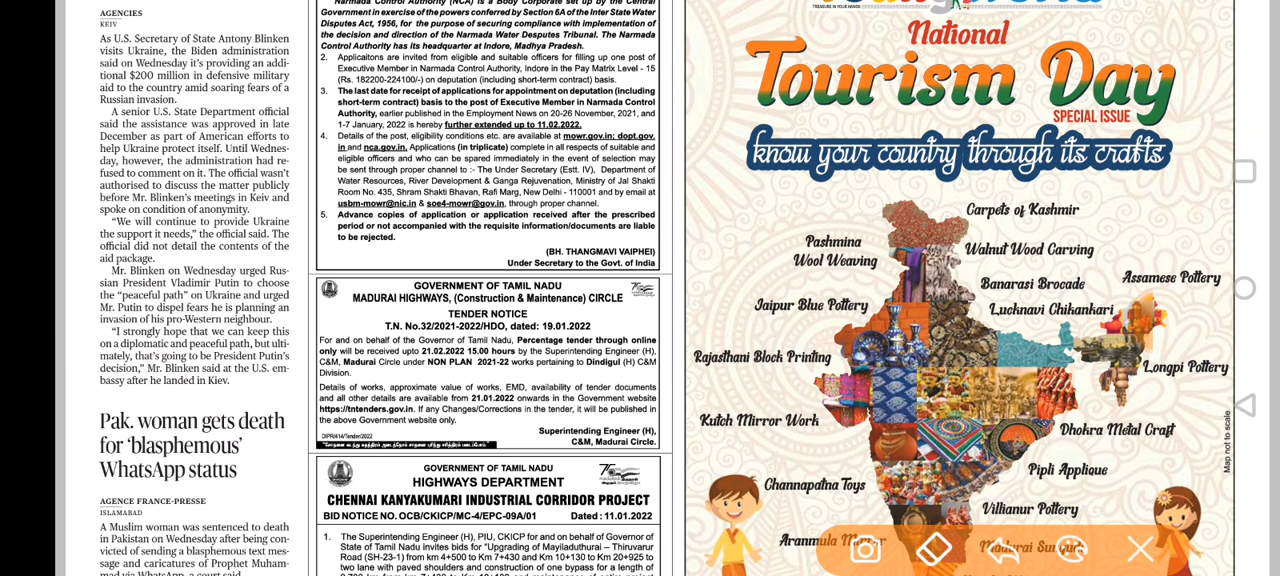 AGENCIES
KEIV
As U.S. Secretary of State Antony Blinken
visits Ukraine, the Biden administration
said on Wednesday it's providing an addi-
tional $200 million in defensive military
aid to the country amid soaring fears of a
Russian invasion.
A senior U.S. State Department official
said the assistance was approved in late
December as part of American efforts to
help Ukraine protect itself. Until Wednes-
day, however, the administration had re-
fused to comment on it. The official wasn't
authorised to discuss the matter publicly
before Mr. Blinken's meetings in Keiv and
spoke on condition of anonymity.
“We will continue to provide Ukraine
the support it needs,” the official said. The
official did not detail the contents of the
aid package.
Mr. Blinken on Wednesday urged Rus-
sian President Vladimir Putin to choose
the “peaceful path” on Ukraine and urged
Mr. Putin to dispel fears he is planning an
invasion of his pro-Western neighbour.
“I strongly hope that we can keep this
on a diplomatic and peaceful path, but ulti-
mately, that's going to be President Putin's
decision,” Mr. Blinken said at the U.S. em-
bassy after he landed in Kiev.
Pak. woman gets death
for ‘blasphemous’
WhatsApp status
AGENCE FRANCE-PRESSE
ISLAMABAD
A Muslim woman was sentenced to death
in Pakistan on Wednesday after being con-
victed of sending a blasphemous text mes-
sage and caricatures of Prophet Muham-
mad via WhatsApp, a court said.
Narmada Control Authority (NCA) is a Body Corporate set up by the Central
Government in exercise of the powers conferred by Section 6A of the Inter State Water
Disputes Act, 1956, for the purpose of securing compliance with implementation of
the decision and direction of the Narmada Water Desputes Tribunal. The Narmada
Control Authority has its headquarter at Indore, Madhya Pradesh.
2. Applicaitons are invited from eligible and suitable officers for filling up one post of
Executive Member in Narmada Control Authority, Indore in the Pay Matrix Level - 15
(Rs. 182200-224100/-) on deputation (including short-term contract) basis.
3. The last date for receipt of applications for appointment on deputation (including
short-term contract) basis to the post of Executive Member in Narmada Control
Authority, earlier published in the Employment News on 20-26 November, 2021, and
1-7 January, 2022 is hereby further extended up to 11.02.2022.
4. Details of the post, eligibility conditions etc. are available at mowr.gov.in; dopt.gov.
in and nca.gov.in. Applications (in triplicate) complete in all respects of suitable and
eligible officers and who can be spared immediately in the event of selection may
be sent through proper channel to :- The Under Secretary (Estt. IV), Department of
Water Resources, River Development & Ganga Rejuvenation, Ministry of Jal Shakti
Room No. 435, Shram Shakti Bhavan, Rafi Marg, New Delhi - 110001 and by email at
usbm-mowr@nic.in & soe4-mowr@gov.in, through proper channel.
5. Advance copies of application or application received after the prescribed
period or not accompanied with the requisite information/documents are liable
to be rejected.
(BH. THANGMAVI VAIPHEI)
Under Secretary to the Govt. of India
GOVERNMENT OF TAMIL NADU
MADURAI HIGHWAYS, (Construction & Maintenance) CIRCLE
TENDER NOTICE
T.N. No.32/2021-2022/HDO, dated: 19.01.2022
For and on behalf of the Governor of Tamil Nadu, Percentage tender through online
only will be received upto 21.02.2022 15.00 hours by the Superintending Engineer (H),
C&M, Madurai Circle under NON PLAN 2021-22 works pertaining to Dindigul (H) C&M
Division.
Details of works, approximate value of works, EMD, availability of tender documents
and all other details are available from 21.01.2022 onwards in the Government website
https://tntenders.gov.in. If any Changes/Corrections in the tender, it will be published in
the above Government website only.
DIPR/414/Tender/2022
Superintending Engineer (H),
C&M, Madurai Circle.
GOVERNMENT OF TAMIL NADU
HIGHWAYS DEPARTMENT
CHENNAI KANYAKUMARI INDUSTRIAL CORRIDOR PROJECT
BID NOTICE NO. OCB/CKICP/MC-4/EPC-09A/01 Dated : 11.01.2022
1. The Superintending Engineer (H), PIU, CKICP for and on behalf of Governor of
State of Tamil Nadu invites bids for “Upgrading of Mayiladuthurai – Thiruvarur
Road (SH-23-1) from km 4+500 to Km 7+430 and Km 10+130 to Km 20+925 to
two lane with paved shoulders and construction of one bypass for a length of
National
Tourism Day
SPECIAL ISSUE
know your country through its crafts
Carpets of Kashmir
Pashmina
Wool Weaving
Walnut Wood Carving
Banarasi Brocade
Assamese Pottery
Jaipur Blue Pottery
Lucknavi Chikankari
Rajasthani Block Printing
Longpi Pottery
Kutch Mirror Work
Dhokra Metal Craft
Pipli Applique
Channapatna Toys
Villianur Pottery
Map not to scale